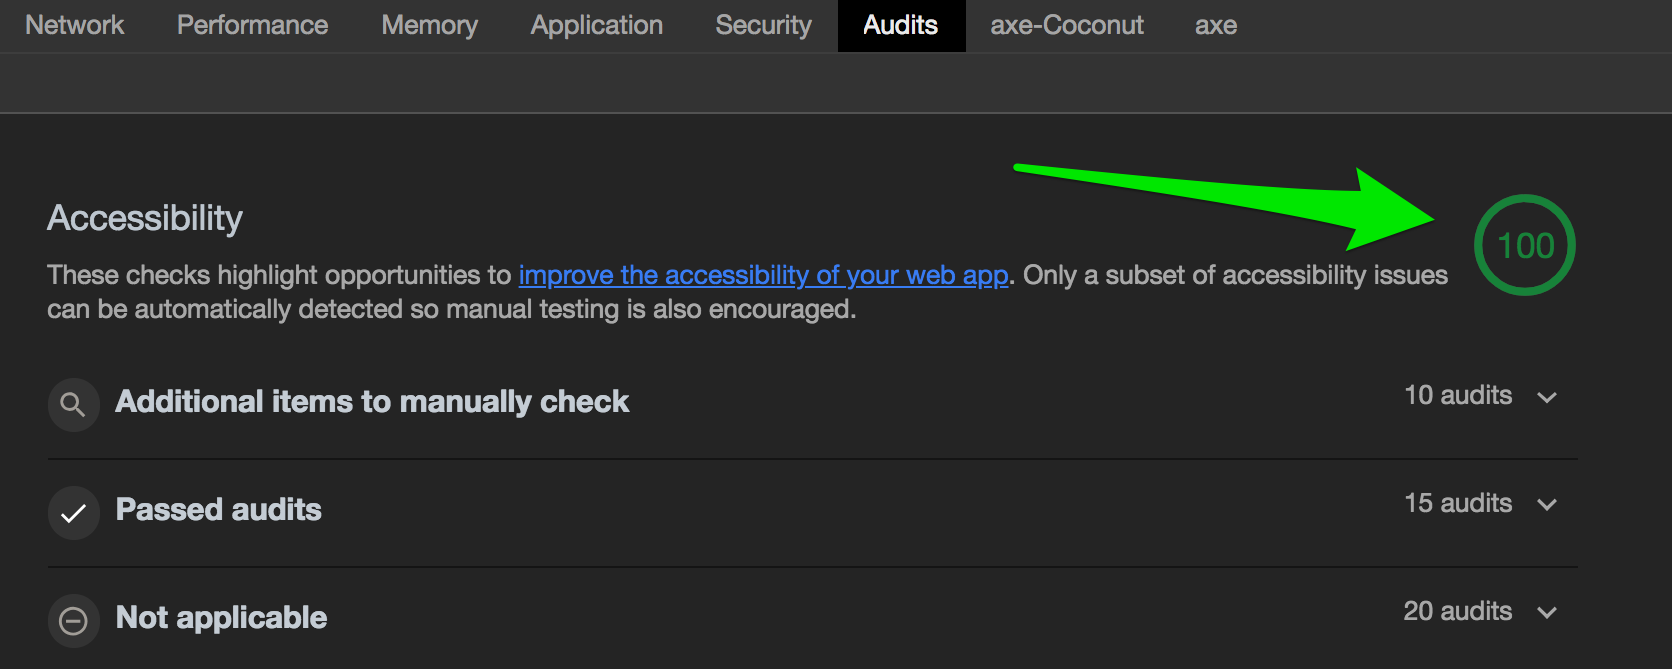 Network Performance Memory Application Security Audits axe-Coconut axe
Accessibility
These checks highlight opportunities to improve the accessibility of your web app. Only a subset of accessibility issues
can be automatically detected so manual testing is also encouraged.
100
Additional items to manually check 10 audits
Passed audits 15 audits
Not applicable 20 audits